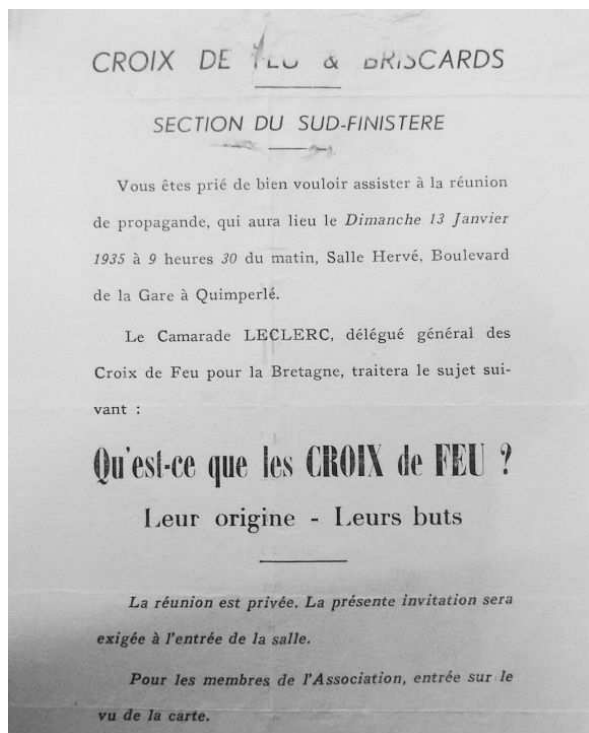 CROIX DE FEU & BRISCARDS
SECTION DU SUD-FINISTERE
Vous êtes prié de bien vouloir assister à la réunion
de propagande, qui aura lieu le Dimanche 13 Janvier
1935 à 9 heures 30 du matin, Salle Hervé, Boulevard
de la Gare à Quimperlé.
Le Camarade LECLERC, délégué général des
Croix de Feu pour la Bretagne, traitera le sujet sui-
vant :
Qu'est-ce que les CROIX de FEU ?
Leur origine - Leurs buts
La réunion est privée. La présente invitation sera
exigée à l'entrée de la salle.
Pour les membres de l'Association, entrée sur le
vu de la carte.